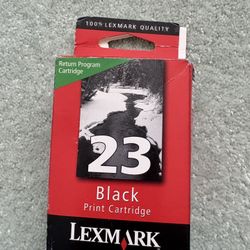 100% LEXMARK QUALITY
Return Program
Cartridge
23
Black
Print Cartridge
LEXMARK